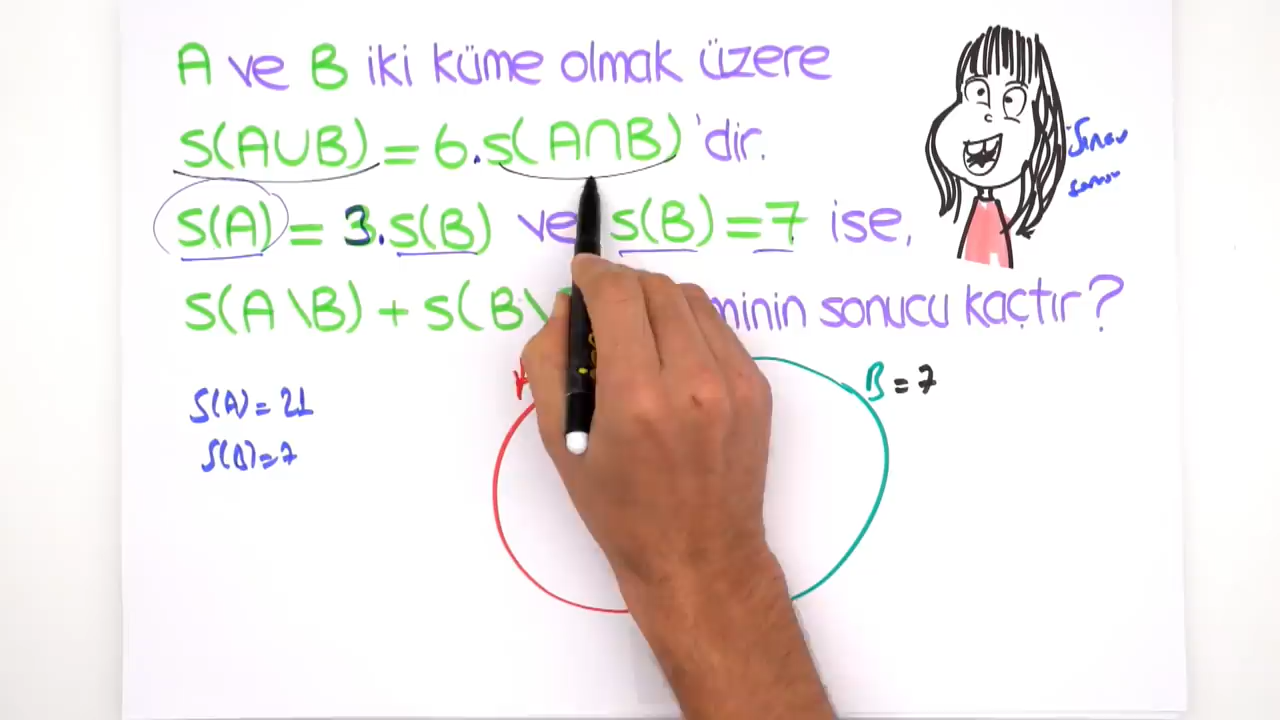 A ve B iki küme olmak üzere
S(A∪B) = 6.s(A∩B)'dir.
s(A) = 3.s(B) ve s(B) = 7 ise,
S(A\B) + s(B\ minin sonucu kaçtır?
B = 7
S(A) = 21
S(B) = 7